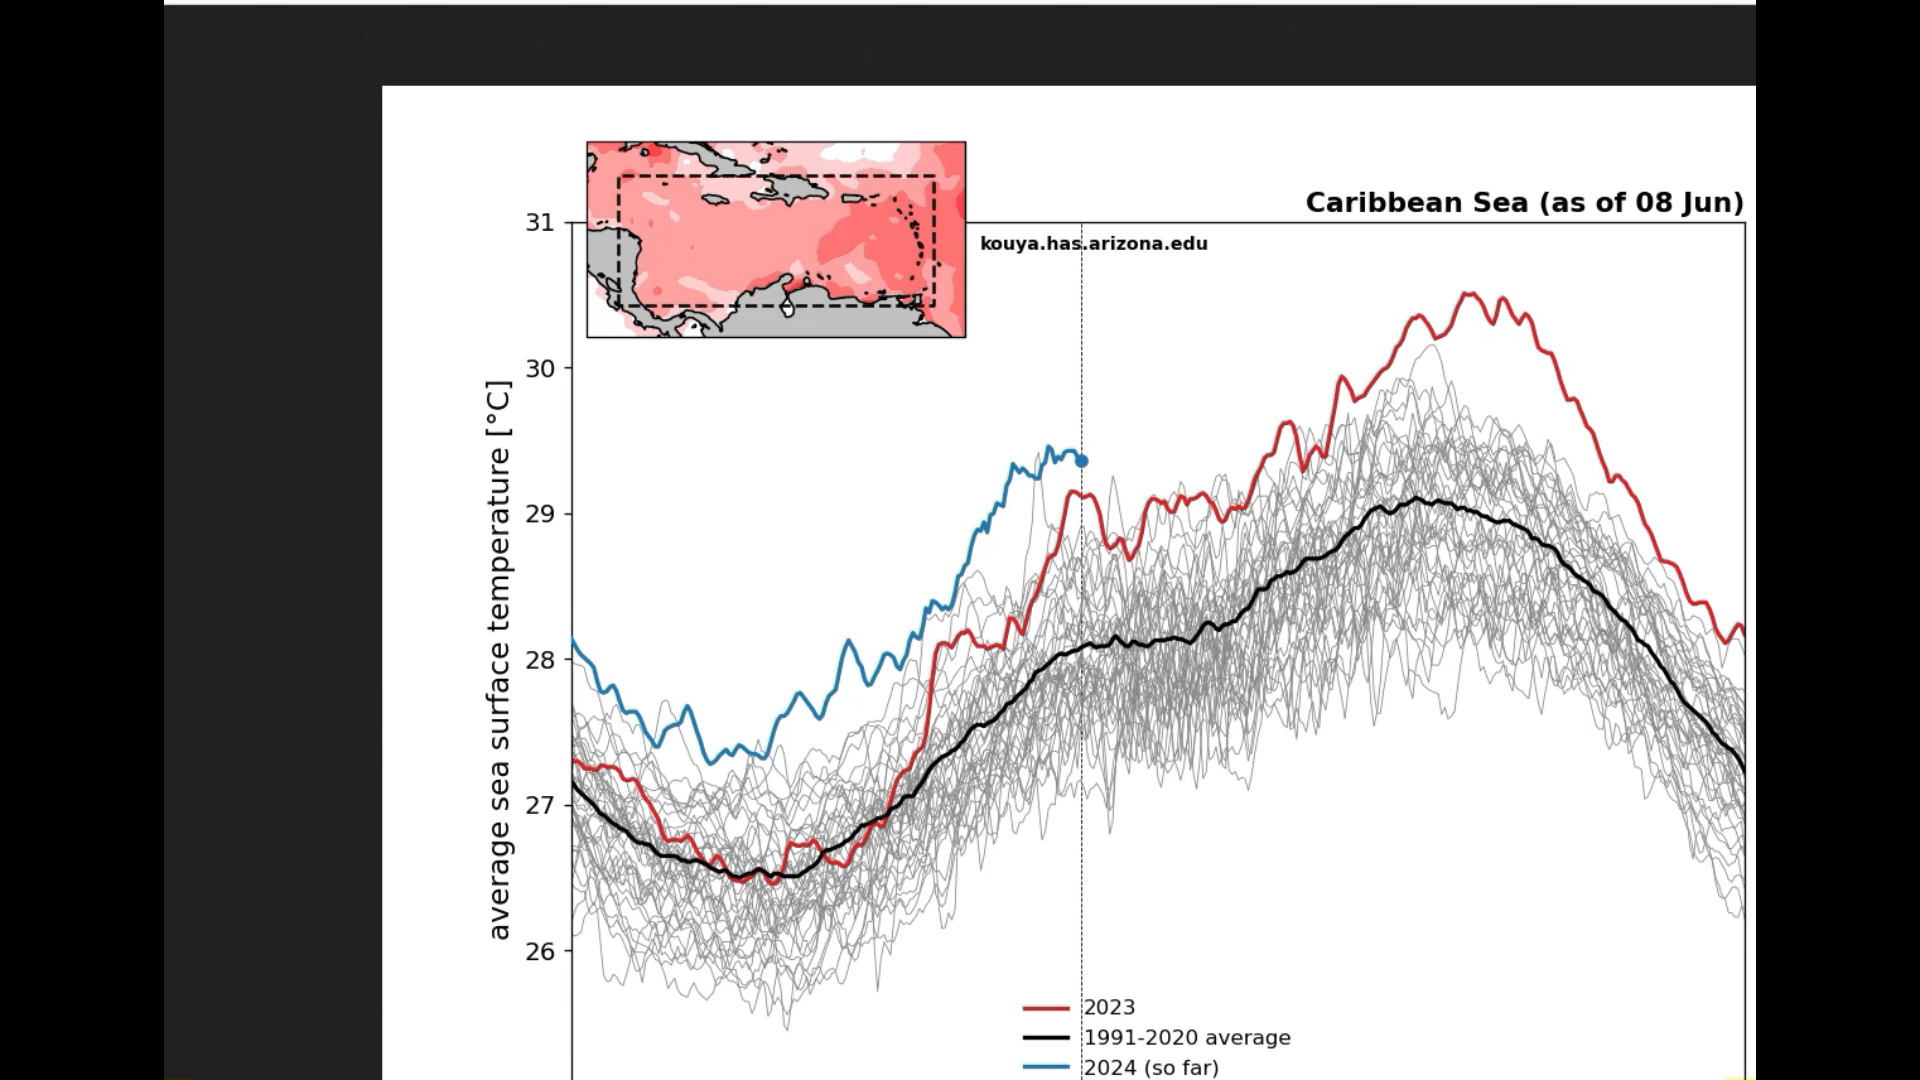 Caribbean Sea (as of 08 Jun)
kouya.has.arizona.edu
average sea surface temperature [°C]
31
30
29
28
27
26
2023
1991-2020 average
2024 (so far)